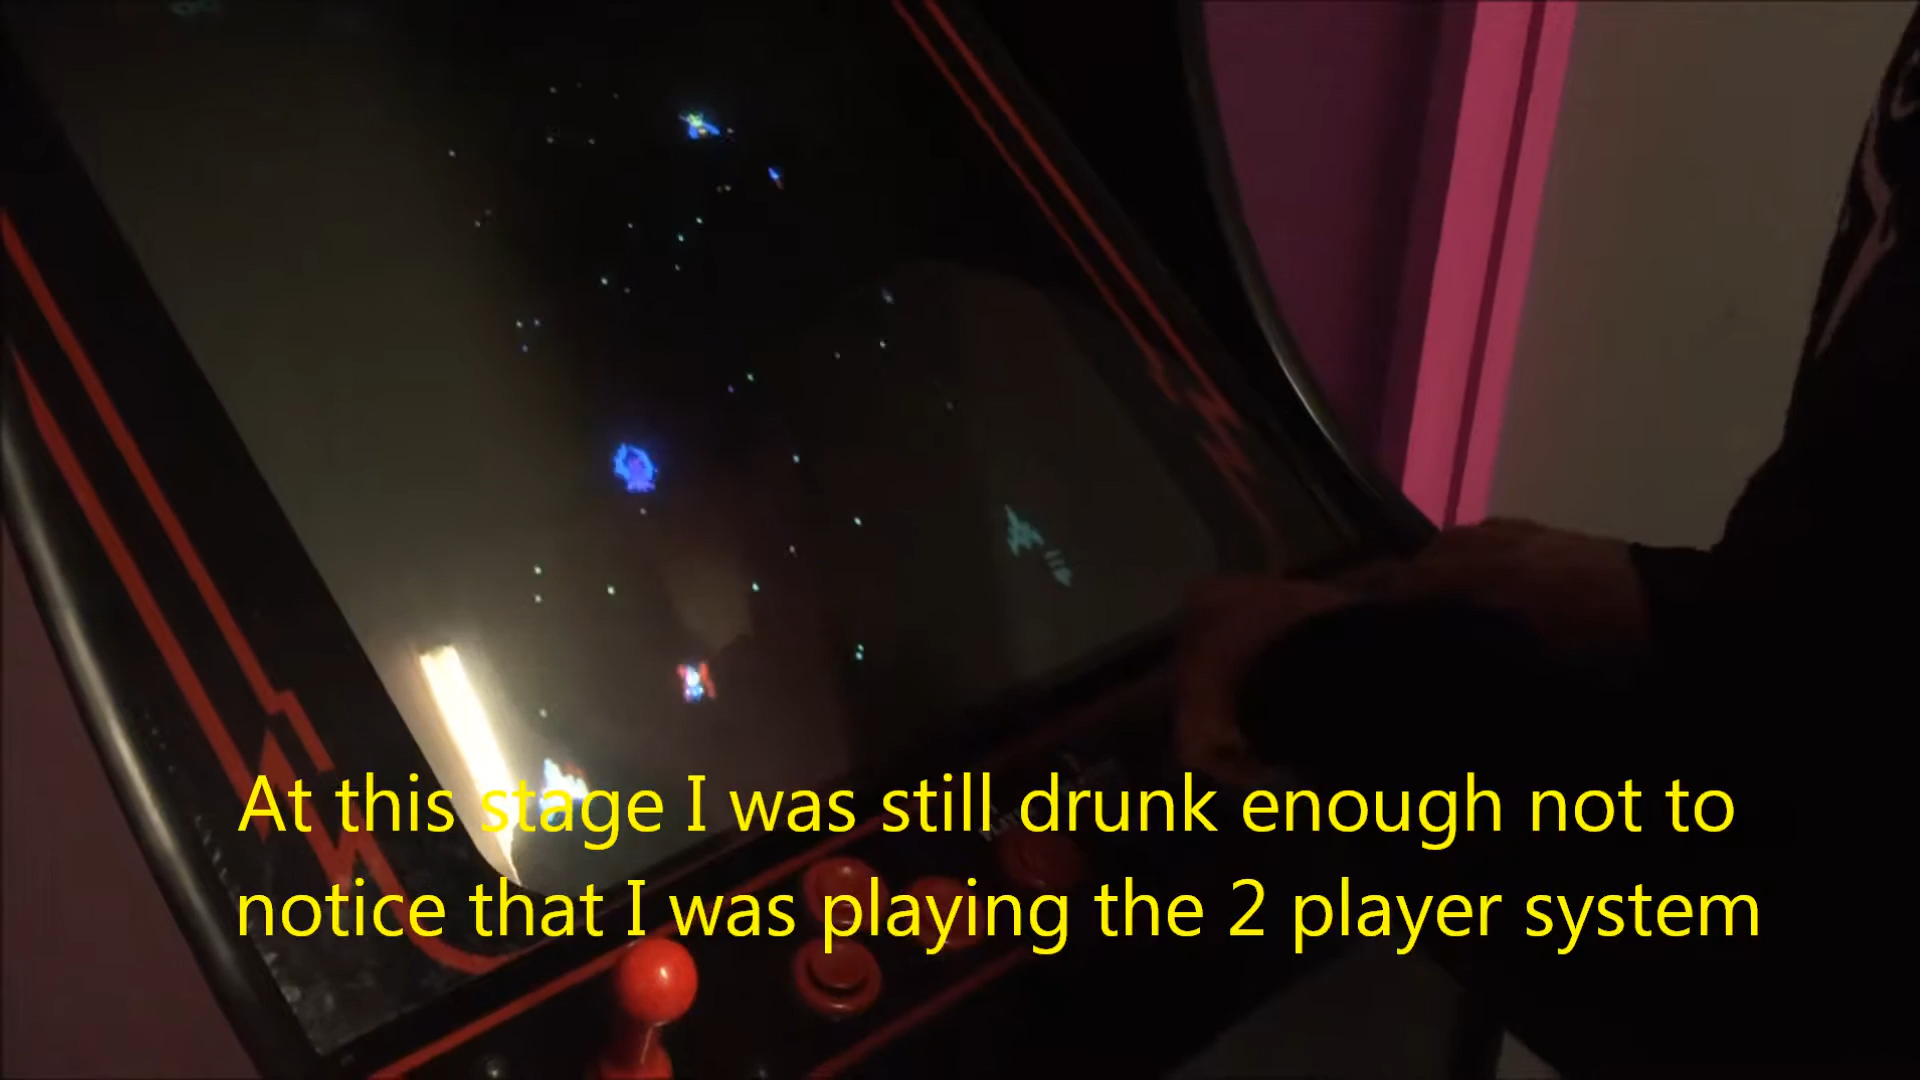 At this stage I was still drunk enough not to
notice that I was playing the 2 player system